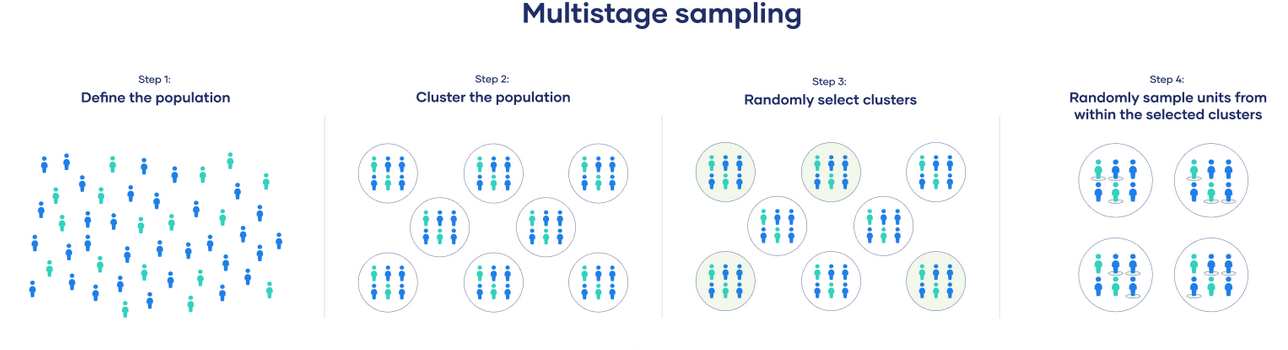 Multistage sampling
Step 1:
Define the population
Step 2:
Cluster the population
Step 3:
Randomly select clusters
Step 4:
Randomly sample units from
within the selected clusters